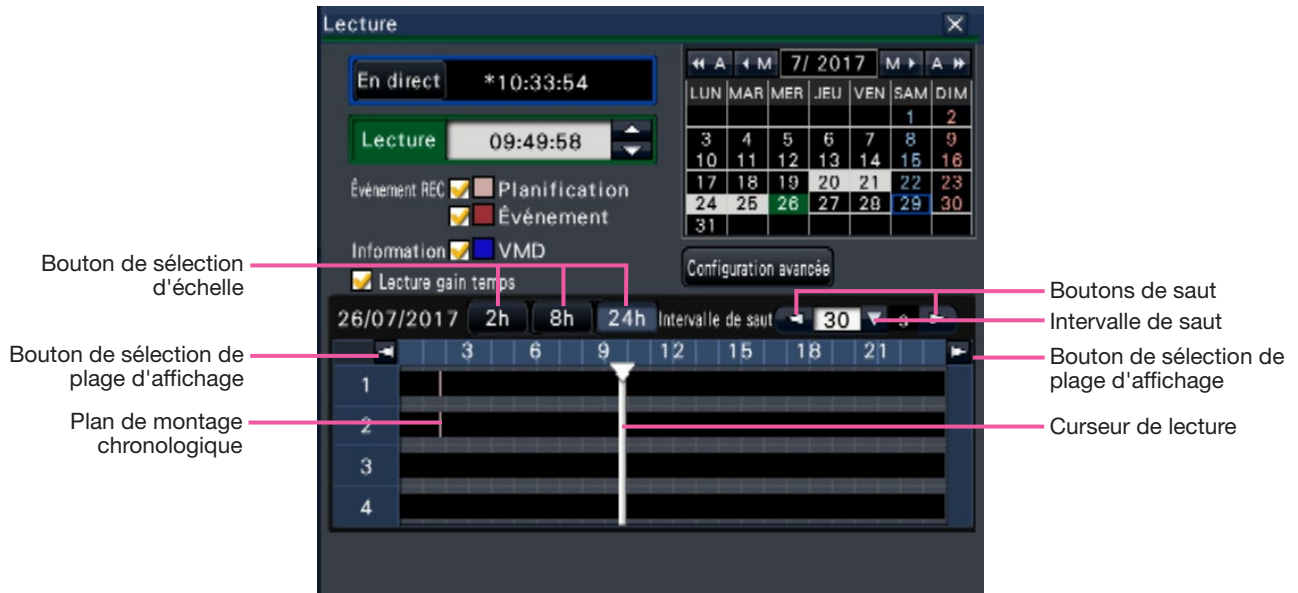 Lecture
En direct *10:33:54
Lecture 09:49:58
Évènement REC Planification
Événement
Information VMD
Lecture gain temps
A M 7/ 2017 M A
LUN MAR MER JEU VEN SAM DIM
1 2
3 4 5 6 7 8 9
10 11 12 13 14 15 16
17 18 19 20 21 22 23
24 25 26 27 28 29 30
31
Configuration avancée
26/07/2017 2h 8h 24h Intervalle de saut 30 s
3 6 9 12 15 18 21
1
2
3
4
Bouton de sélection
d'échelle
Bouton de sélection de
plage d'affichage
Plan de montage
chronologique
Boutons de saut
Intervalle de saut
Bouton de sélection de
plage d'affichage
Curseur de lecture